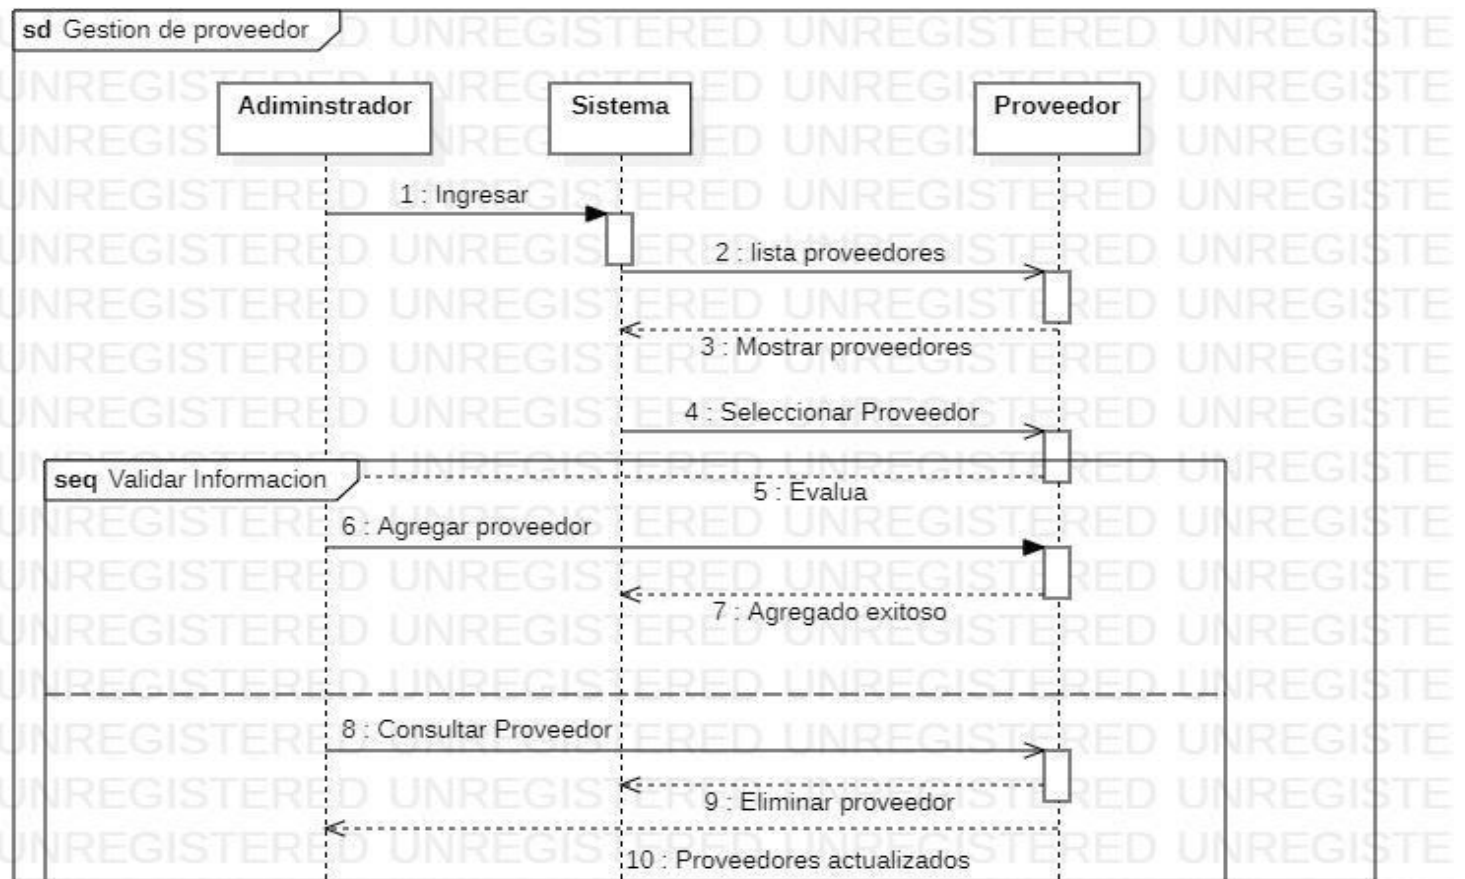 sd Gestion de proveedor
Adiminstrador
Sistema
Proveedor
1 : Ingresar
2 : lista proveedores
3 : Mostrar proveedores
4 : Seleccionar Proveedor
seq Validar Informacion
5 : Evalua
6 : Agregar proveedor
7 : Agregado exitoso
8 : Consultar Proveedor
9 : Eliminar proveedor
10 : Proveedores actualizados
UNREGISTERED